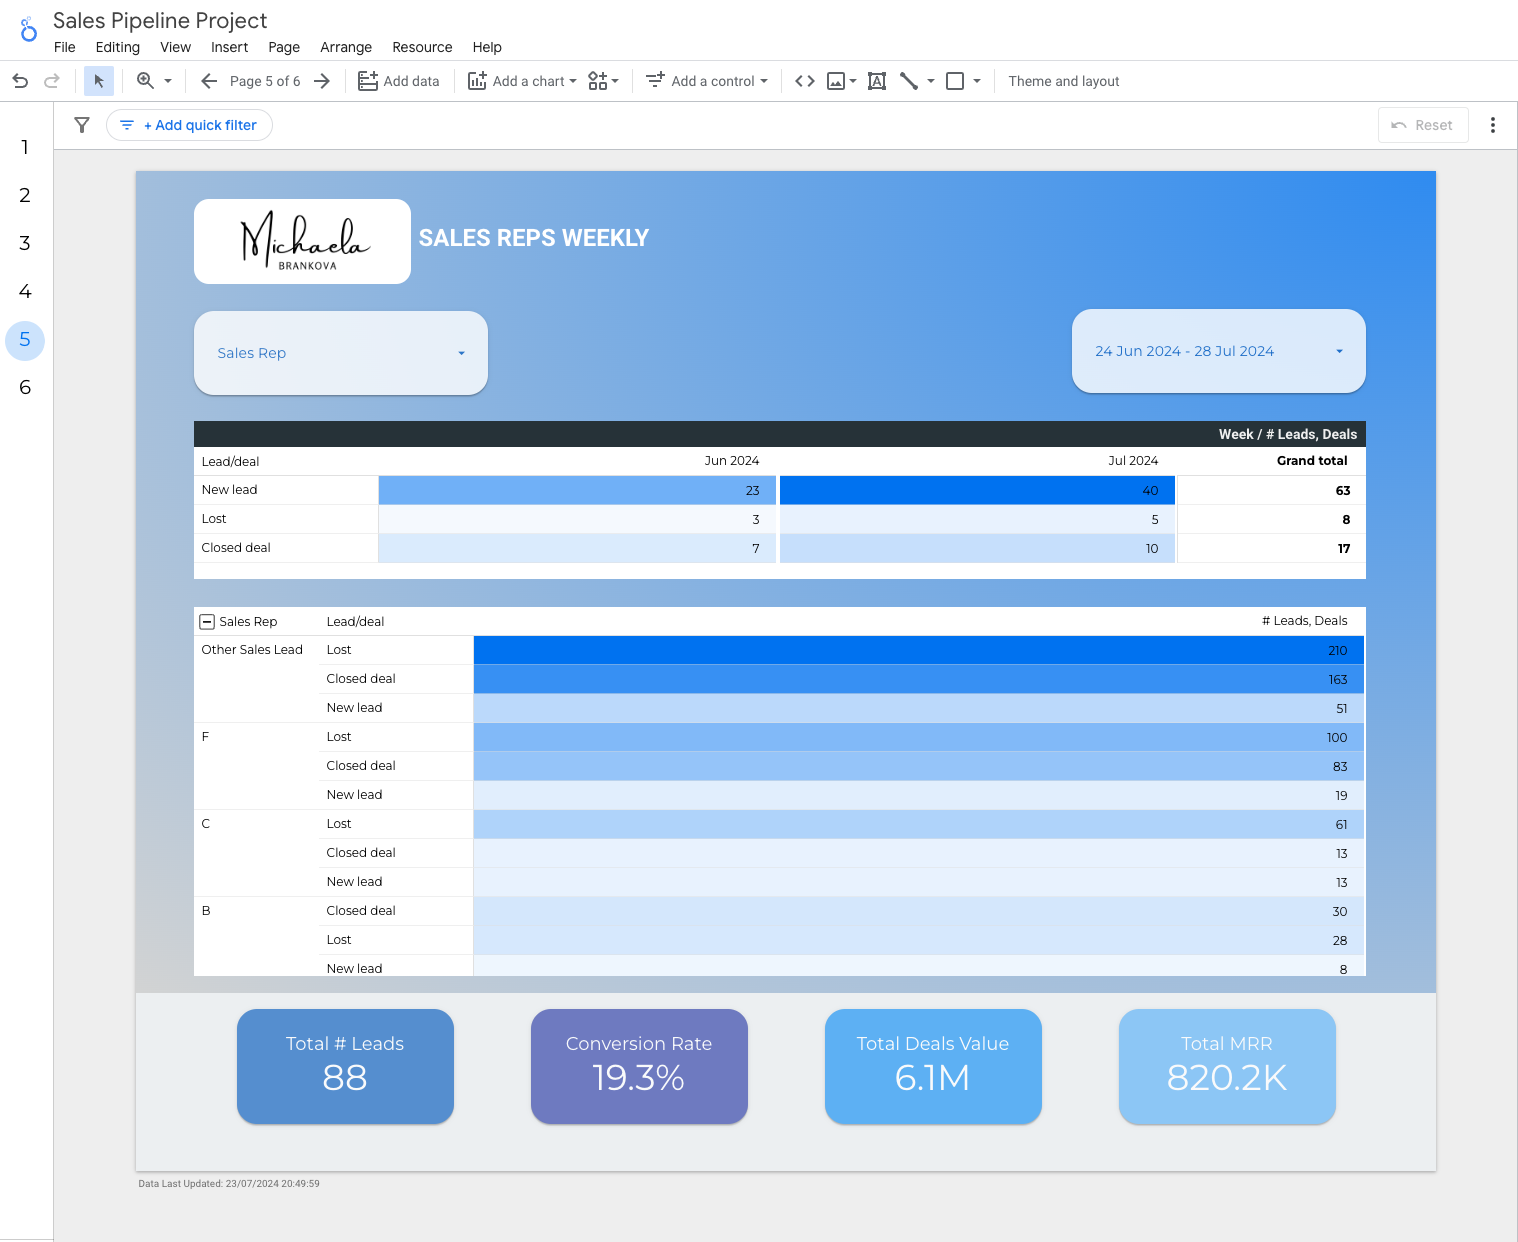 Sales Pipeline Project
File Editing View Insert Page Arrange Resource Help
Page 5 of 6 Add data Add a chart Add a control Theme and layout
+ Add quick filter Reset
1
2
3
4
5
6
Michaela
BRANKOVA
SALES REPS WEEKLY
Sales Rep
24 Jun 2024 - 28 Jul 2024
Week / # Leads, Deals
Lead/deal Jun 2024 Jul 2024 Grand total
New lead 23 40 63
Lost 3 5 8
Closed deal 7 10 17
Sales Rep Lead/deal # Leads, Deals
Other Sales Lead Lost 210
Closed deal 163
New lead 51
F Lost 100
Closed deal 83
New lead 19
C Lost 61
Closed deal 13
New lead 13
B Closed deal 30
Lost 28
New lead 8
Total # Leads
88
Conversion Rate
19.3%
Total Deals Value
6.1M
Total MRR
820.2K
Data Last Updated: 23/07/2024 20:49:59